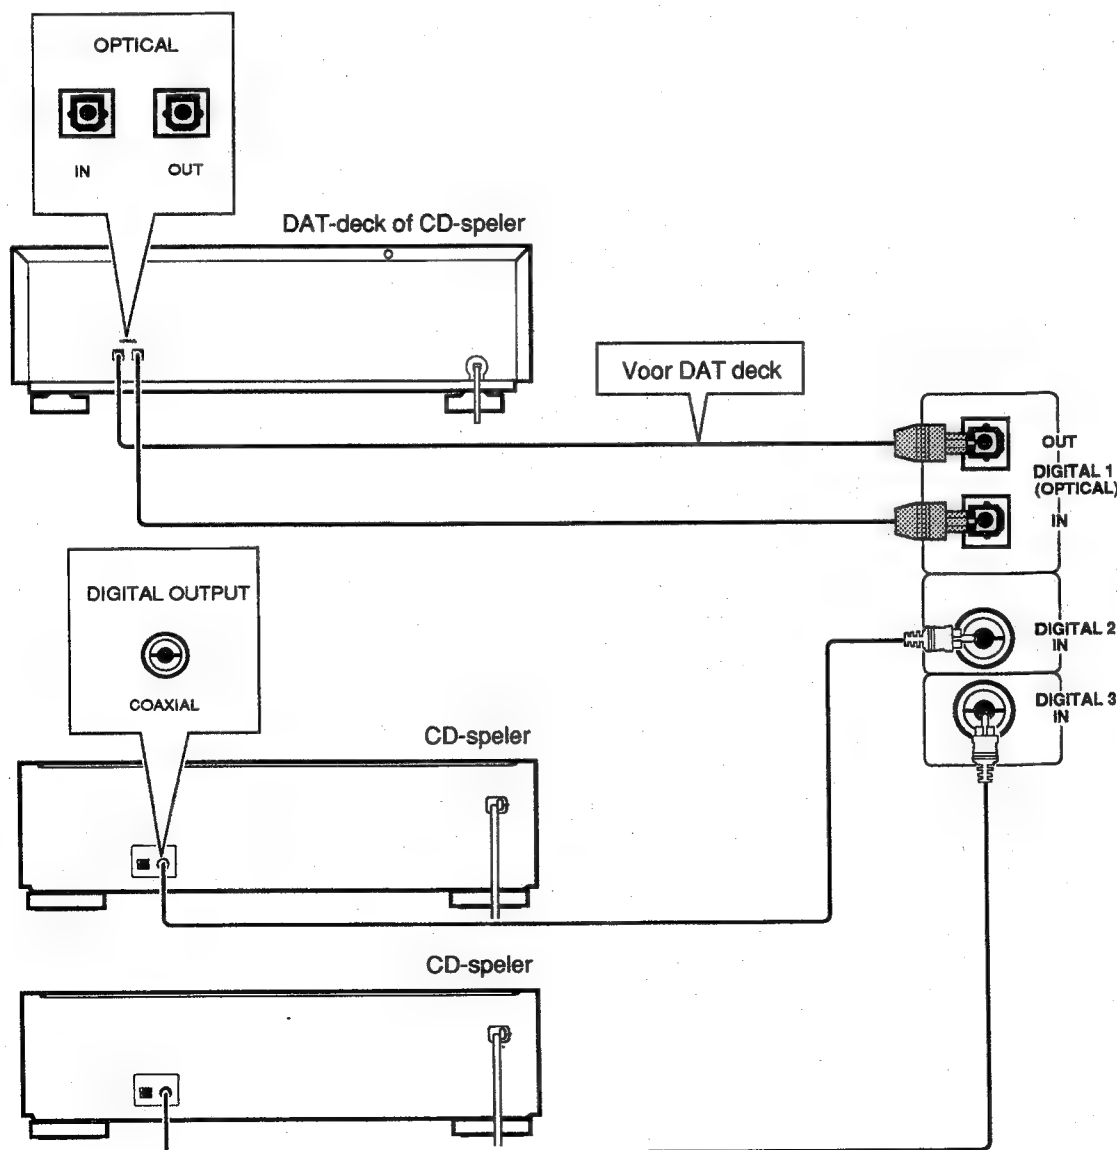 OPTICAL
IN
OUT
DAT-deck of CD-speler
Voor DAT deck
OUT
DIGITAL 1
(OPTICAL)
IN
DIGITAL OUTPUT
COAXIAL
DIGITAL 2
IN
DIGITAL 3
IN
CD-speler
CD-speler